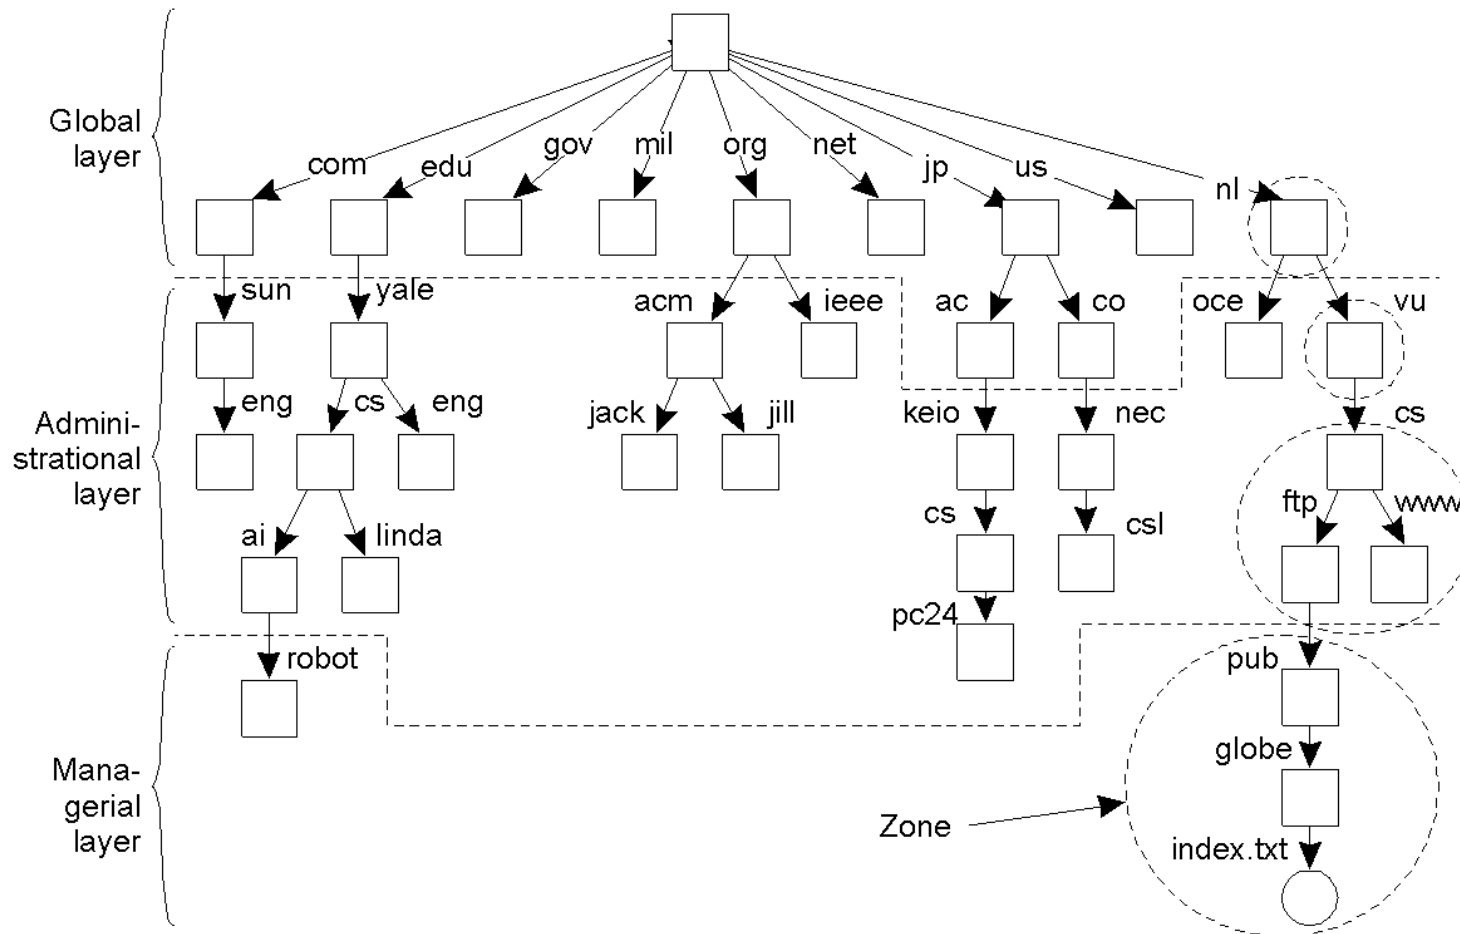 Global
layer
com
edu
gov
mil
org
net
jp
us
nl
sun
yale
acm
ieee
ac
co
oce
vu
Admini-
strational
layer
eng
cs
eng
jack
jill
keio
nec
cs
ai
linda
cs
csl
ftp
www
pc24
robot
pub
Mana-
gerial
layer
globe
Zone
index.txt